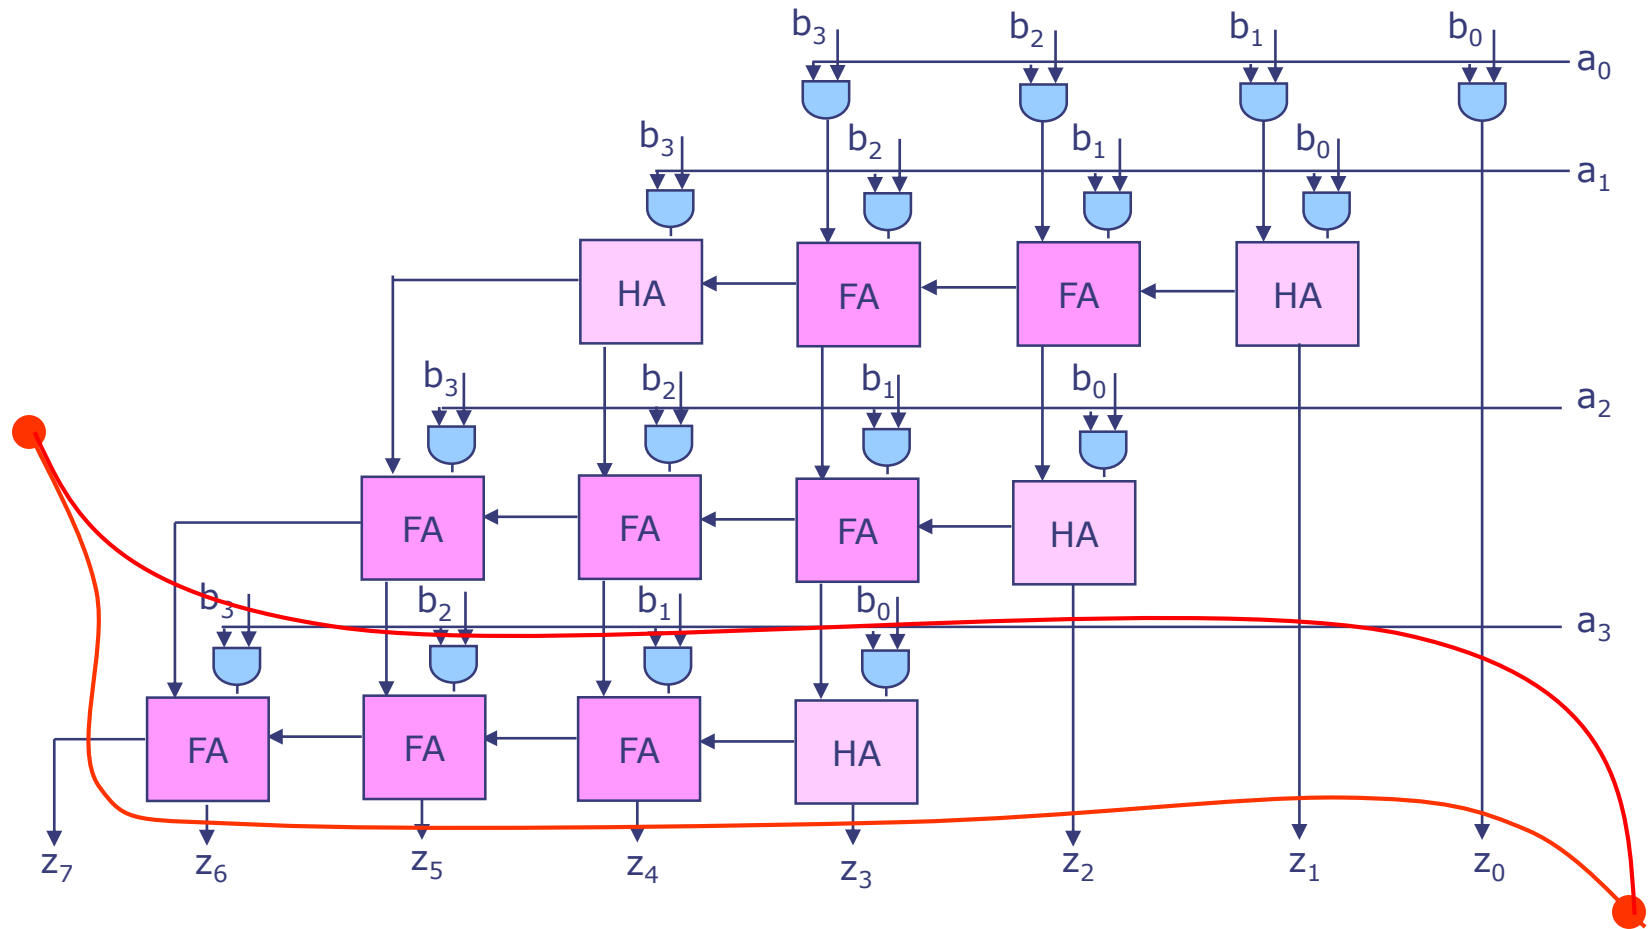 b₃ b₂ b₁ b₀ a₀
b₃ b₂ b₁ b₀ a₁
HA FA FA HA
b₃ b₂ b₁ b₀ a₂
FA FA FA HA
b₃ b₂ b₁ b₀ a₃
FA FA FA HA
z₇ z₆ z₅ z₄ z₃ z₂ z₁ z₀